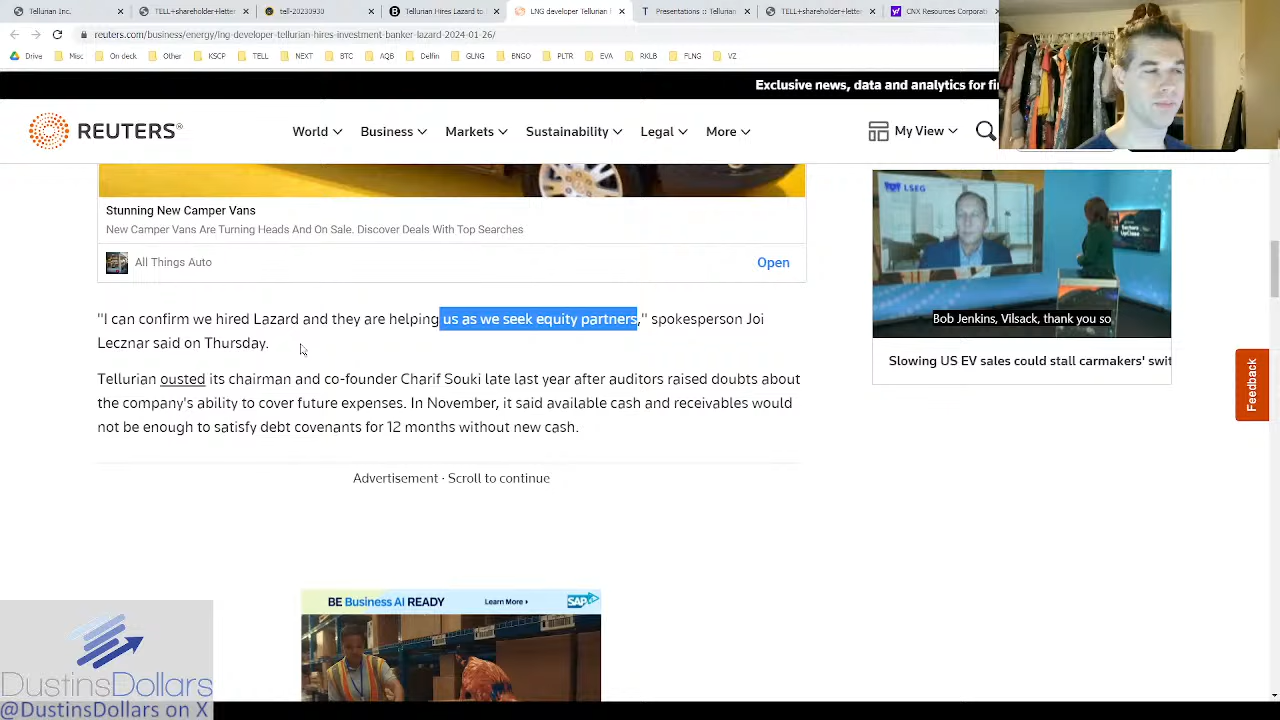 Tellurian Inc.
TELL+shareholder+letter
tell-20230930
Tellurian Hires Lazard to
LNG developer Tellurian
Presentations :: Tellurian
TELL+shareholder+letter
CNX Resources Corporati
reuters.com/business/energy/lng-developer-tellurian-hires-investment-banker-lazard-2024-01-26/
Drive Misc On deck Other KSCP TELL NEXT BTC AQB Delfin GLNG BNGO PLTR EVA RKLB FLNG VZ
Exclusive news, data and analytics for fi
REUTERS®
World Business Markets Sustainability Legal More My View
Stunning New Camper Vans
New Camper Vans Are Turning Heads And On Sale. Discover Deals With Top Searches
All Things Auto
Open
"I can confirm we hired Lazard and they are helping us as we seek equity partners," spokesperson Joi
Lecznar said on Thursday.
Tellurian ousted its chairman and co-founder Charif Souki late last year after auditors raised doubts about
the company's ability to cover future expenses. In November, it said available cash and receivables would
not be enough to satisfy debt covenants for 12 months without new cash.
Advertisement · Scroll to continue
BE Business AI READY
Learn More ›
SAP
LSEG
Bob Jenkins, Vilsack, thank you so
Slowing US EV sales could stall carmakers' swit
Feedback
DustinsDollars
@DustinsDollars on X